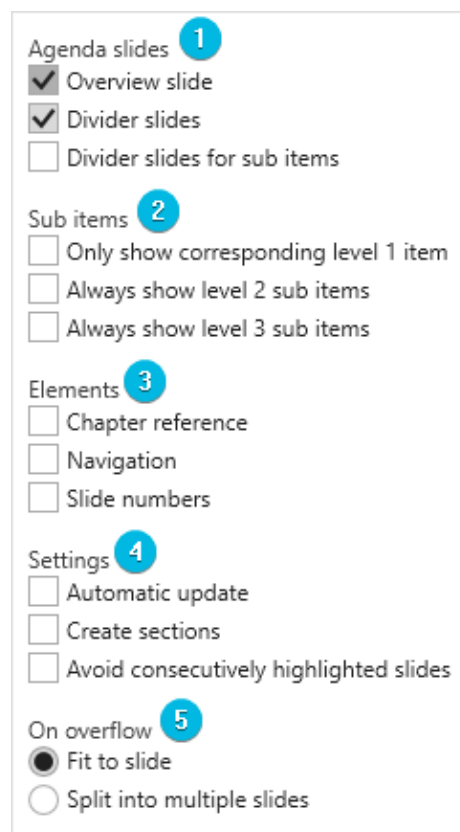 Agenda slides 1
Overview slide
Divider slides
Divider slides for sub items
Sub items 2
Only show corresponding level 1 item
Always show level 2 sub items
Always show level 3 sub items
Elements 3
Chapter reference
Navigation
Slide numbers
Settings 4
Automatic update
Create sections
Avoid consecutively highlighted slides
On overflow 5
Fit to slide
Split into multiple slides